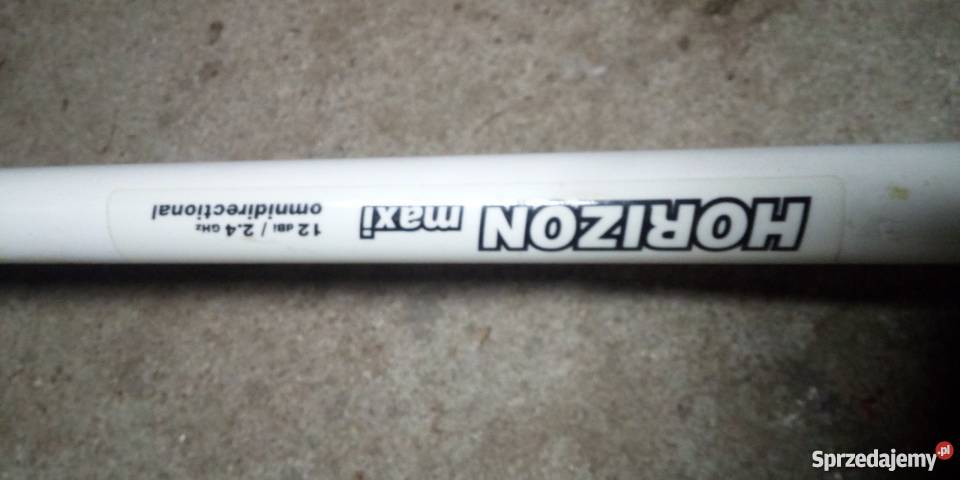 HORIZON maxi
12 dBi / 2.4 GHz
omnidirectional
Sprzedajemy.pl